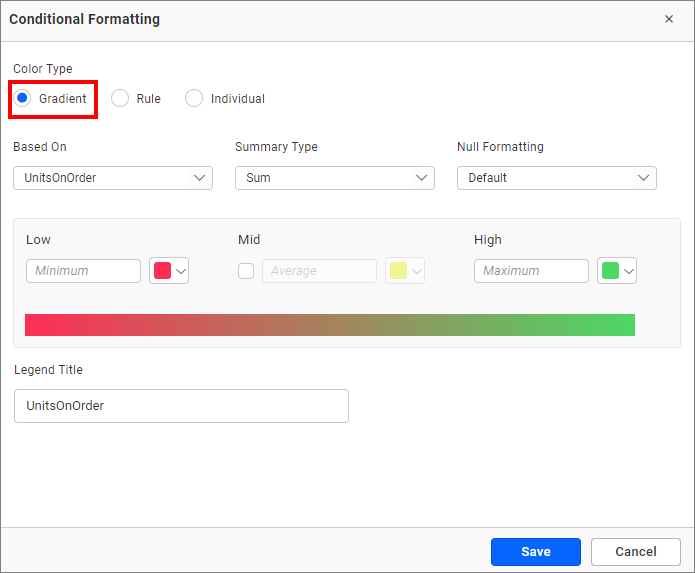 Conditional Formatting
Color Type
Gradient Rule Individual
Based On Summary Type Null Formatting
UnitsOnOrder Sum Default
Low Mid High
Minimum Average Maximum
Legend Title
UnitsOnOrder
Save Cancel